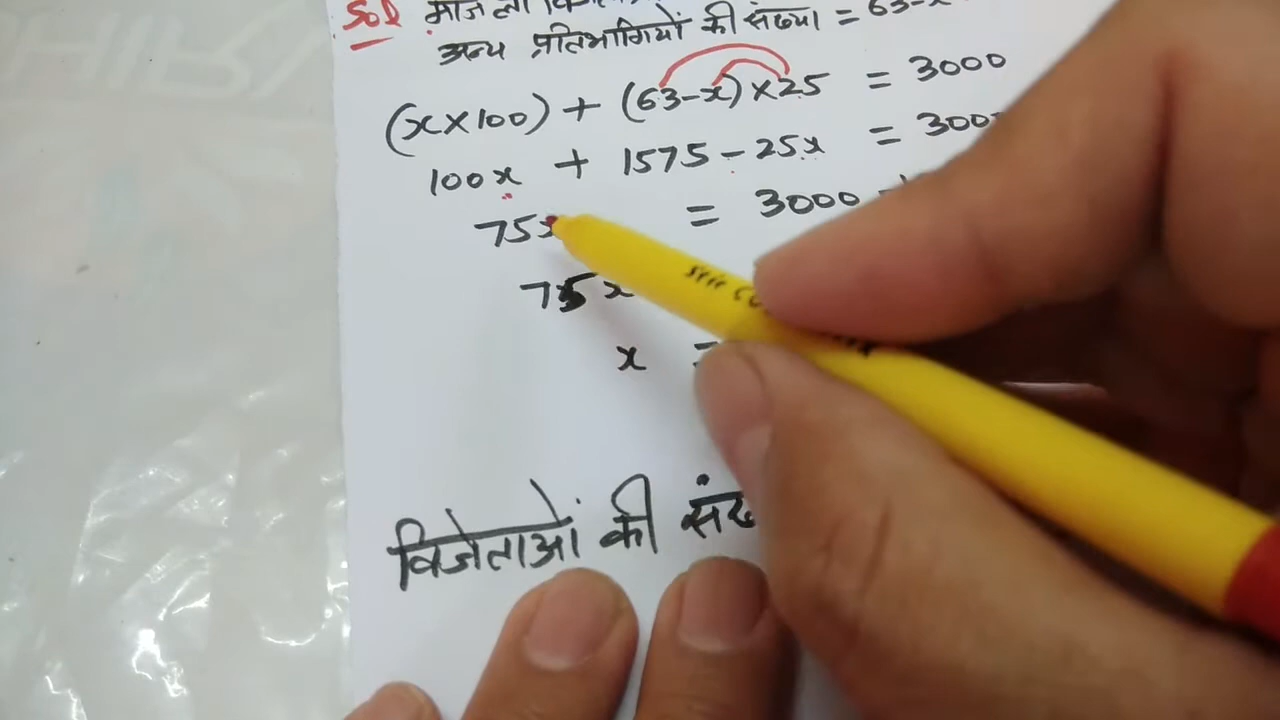 Sol माना
अन्य प्रतिभागियों की संख्या = 63-x
(x×100) + (63-x)×25 = 3000
100x + 1575 - 25x = 300
75x = 3000
75x
x =
विजेताओं की